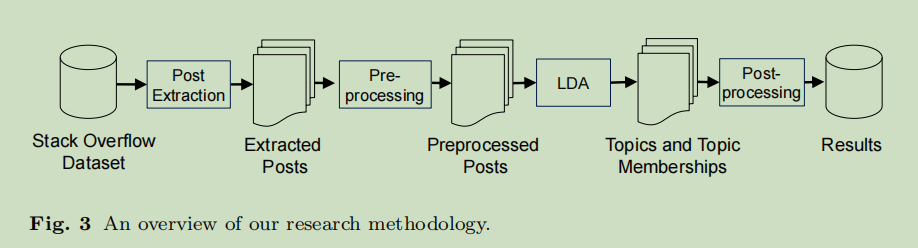 Post
Extraction
Pre-
processing
LDA
Post-
processing
Stack Overflow
Dataset
Extracted
Posts
Preprocessed
Posts
Topics and Topic
Memberships
Results
Fig. 3 An overview of our research methodology.